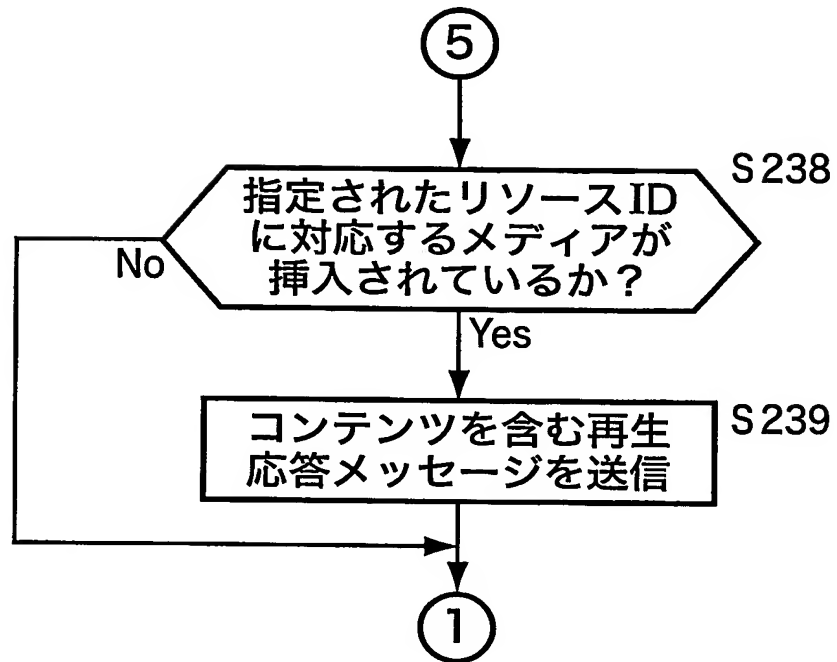 5
S238
指定されたリソースID
に対応するメディアが
挿入されているか？
No
Yes
S239
コンテンツを含む再生
応答メッセージを送信
1